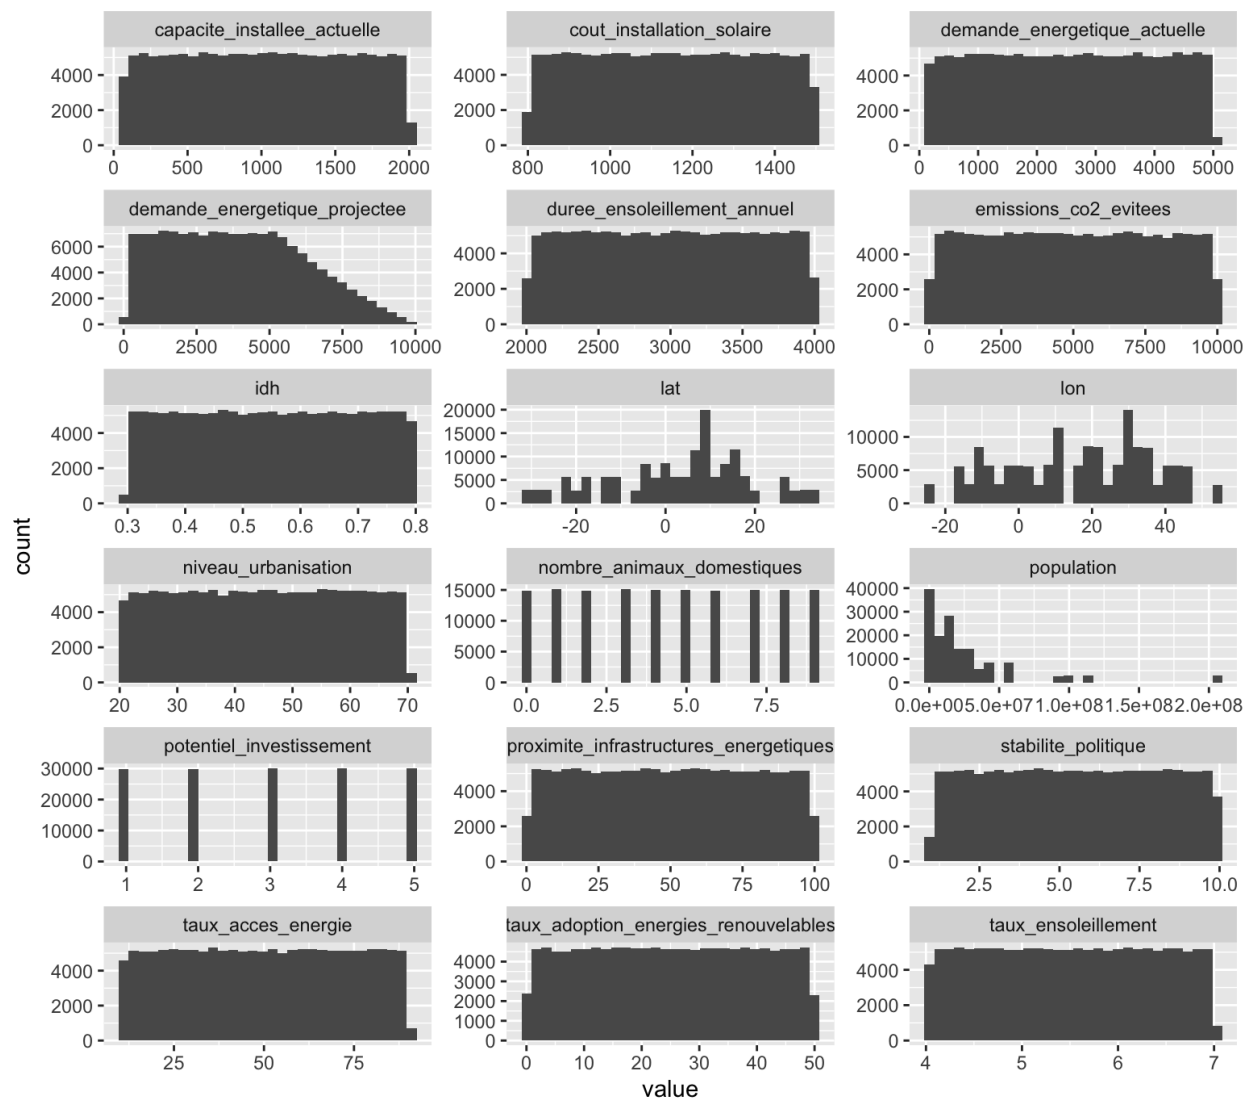 capacite_installee_actuelle
cout_installation_solaire
demande_energetique_actuelle
4000
2000
0
0 500 1000 1500 2000
4000
2000
0
800 1000 1200 1400
4000
2000
0
0 1000 2000 3000 4000 5000
demande_energetique_projectee
duree_ensoleillement_annuel
emissions_co2_evitees
6000
4000
2000
0
0 2500 5000 7500 10000
4000
2000
0
2000 2500 3000 3500 4000
4000
2000
0
0 2500 5000 7500 10000
idh
lat
lon
4000
2000
0
0.3 0.4 0.5 0.6 0.7 0.8
20000
15000
10000
5000
0
-20 0 20
10000
5000
0
-20 0 20 40
count
niveau_urbanisation
nombre_animaux_domestiques
population
4000
2000
0
20 30 40 50 60 70
15000
10000
5000
0
0.0 2.5 5.0 7.5
40000
30000
20000
10000
0
0.0e+005.0e+071.0e+081.5e+082.0e+08
potentiel_investissement
proximite_infrastructures_energetiques
stabilite_politique
30000
20000
10000
0
1 2 3 4 5
4000
2000
0
0 25 50 75 100
4000
2000
0
2.5 5.0 7.5 10.0
taux_acces_energie
taux_adoption_energies_renouvelables
taux_ensoleillement
4000
2000
0
25 50 75
4000
3000
2000
1000
0
0 10 20 30 40 50
4000
2000
0
4 5 6 7
value